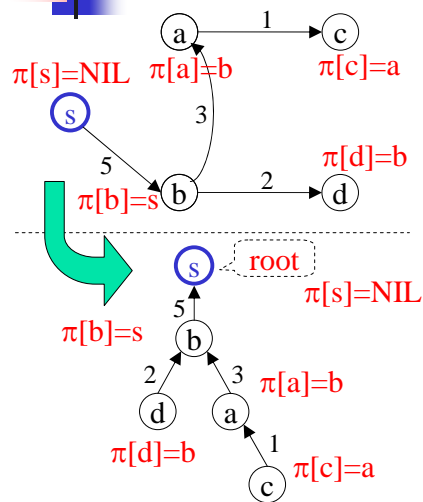 1
a c
π[a]=b π[c]=a
π[s]=NIL
s 3
π[d]=b
5
b 2 d
π[b]=s
s root
π[s]=NIL
5
π[b]=s
b
2 3
π[a]=b
d a
π[d]=b 1
π[c]=a
c